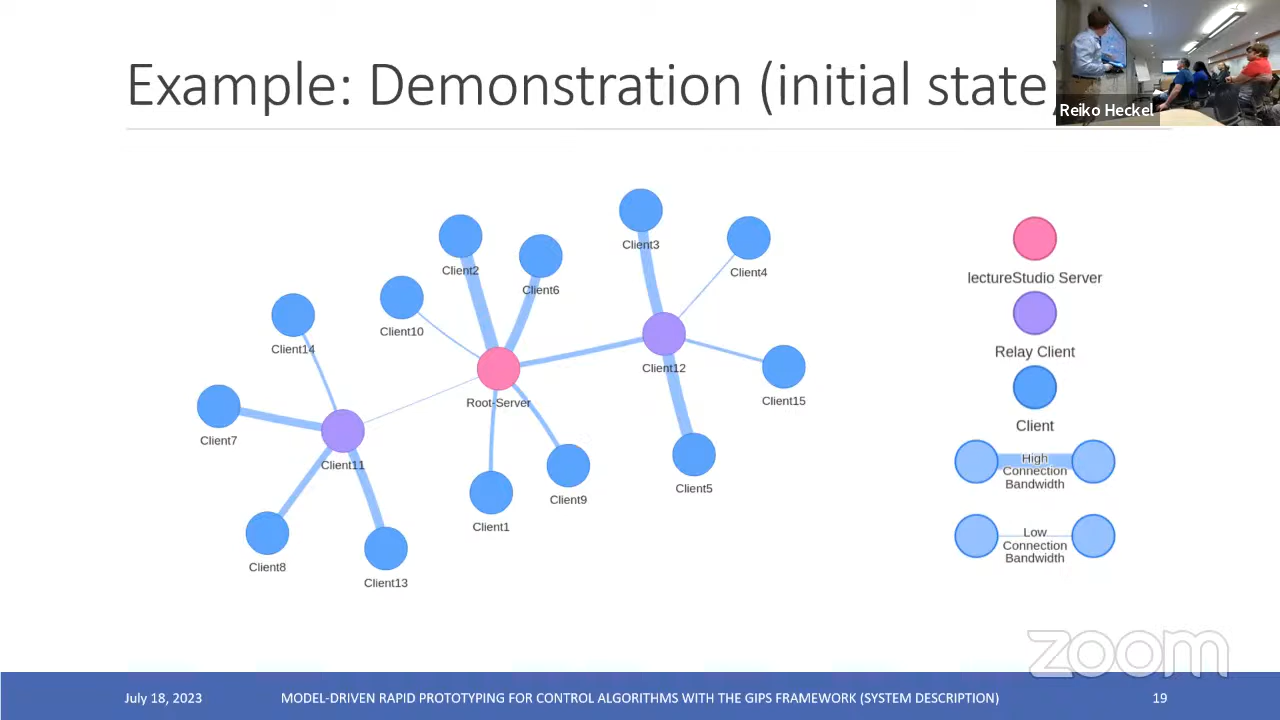 Example: Demonstration (initial state)
Reiko Heckel
Client3
Client2
Client4
Client6
lectureStudio Server
Client10
Client14
Relay Client
Client12
Client15
Root-Server
Client
Client7
Client11
High
Connection
Bandwidth
Client5
Client9
Client1
Low
Connection
Bandwidth
Client8
Client13
zoom
July 18, 2023
MODEL-DRIVEN RAPID PROTOTYPING FOR CONTROL ALGORITHMS WITH THE GIPS FRAMEWORK (SYSTEM DESCRIPTION)
19